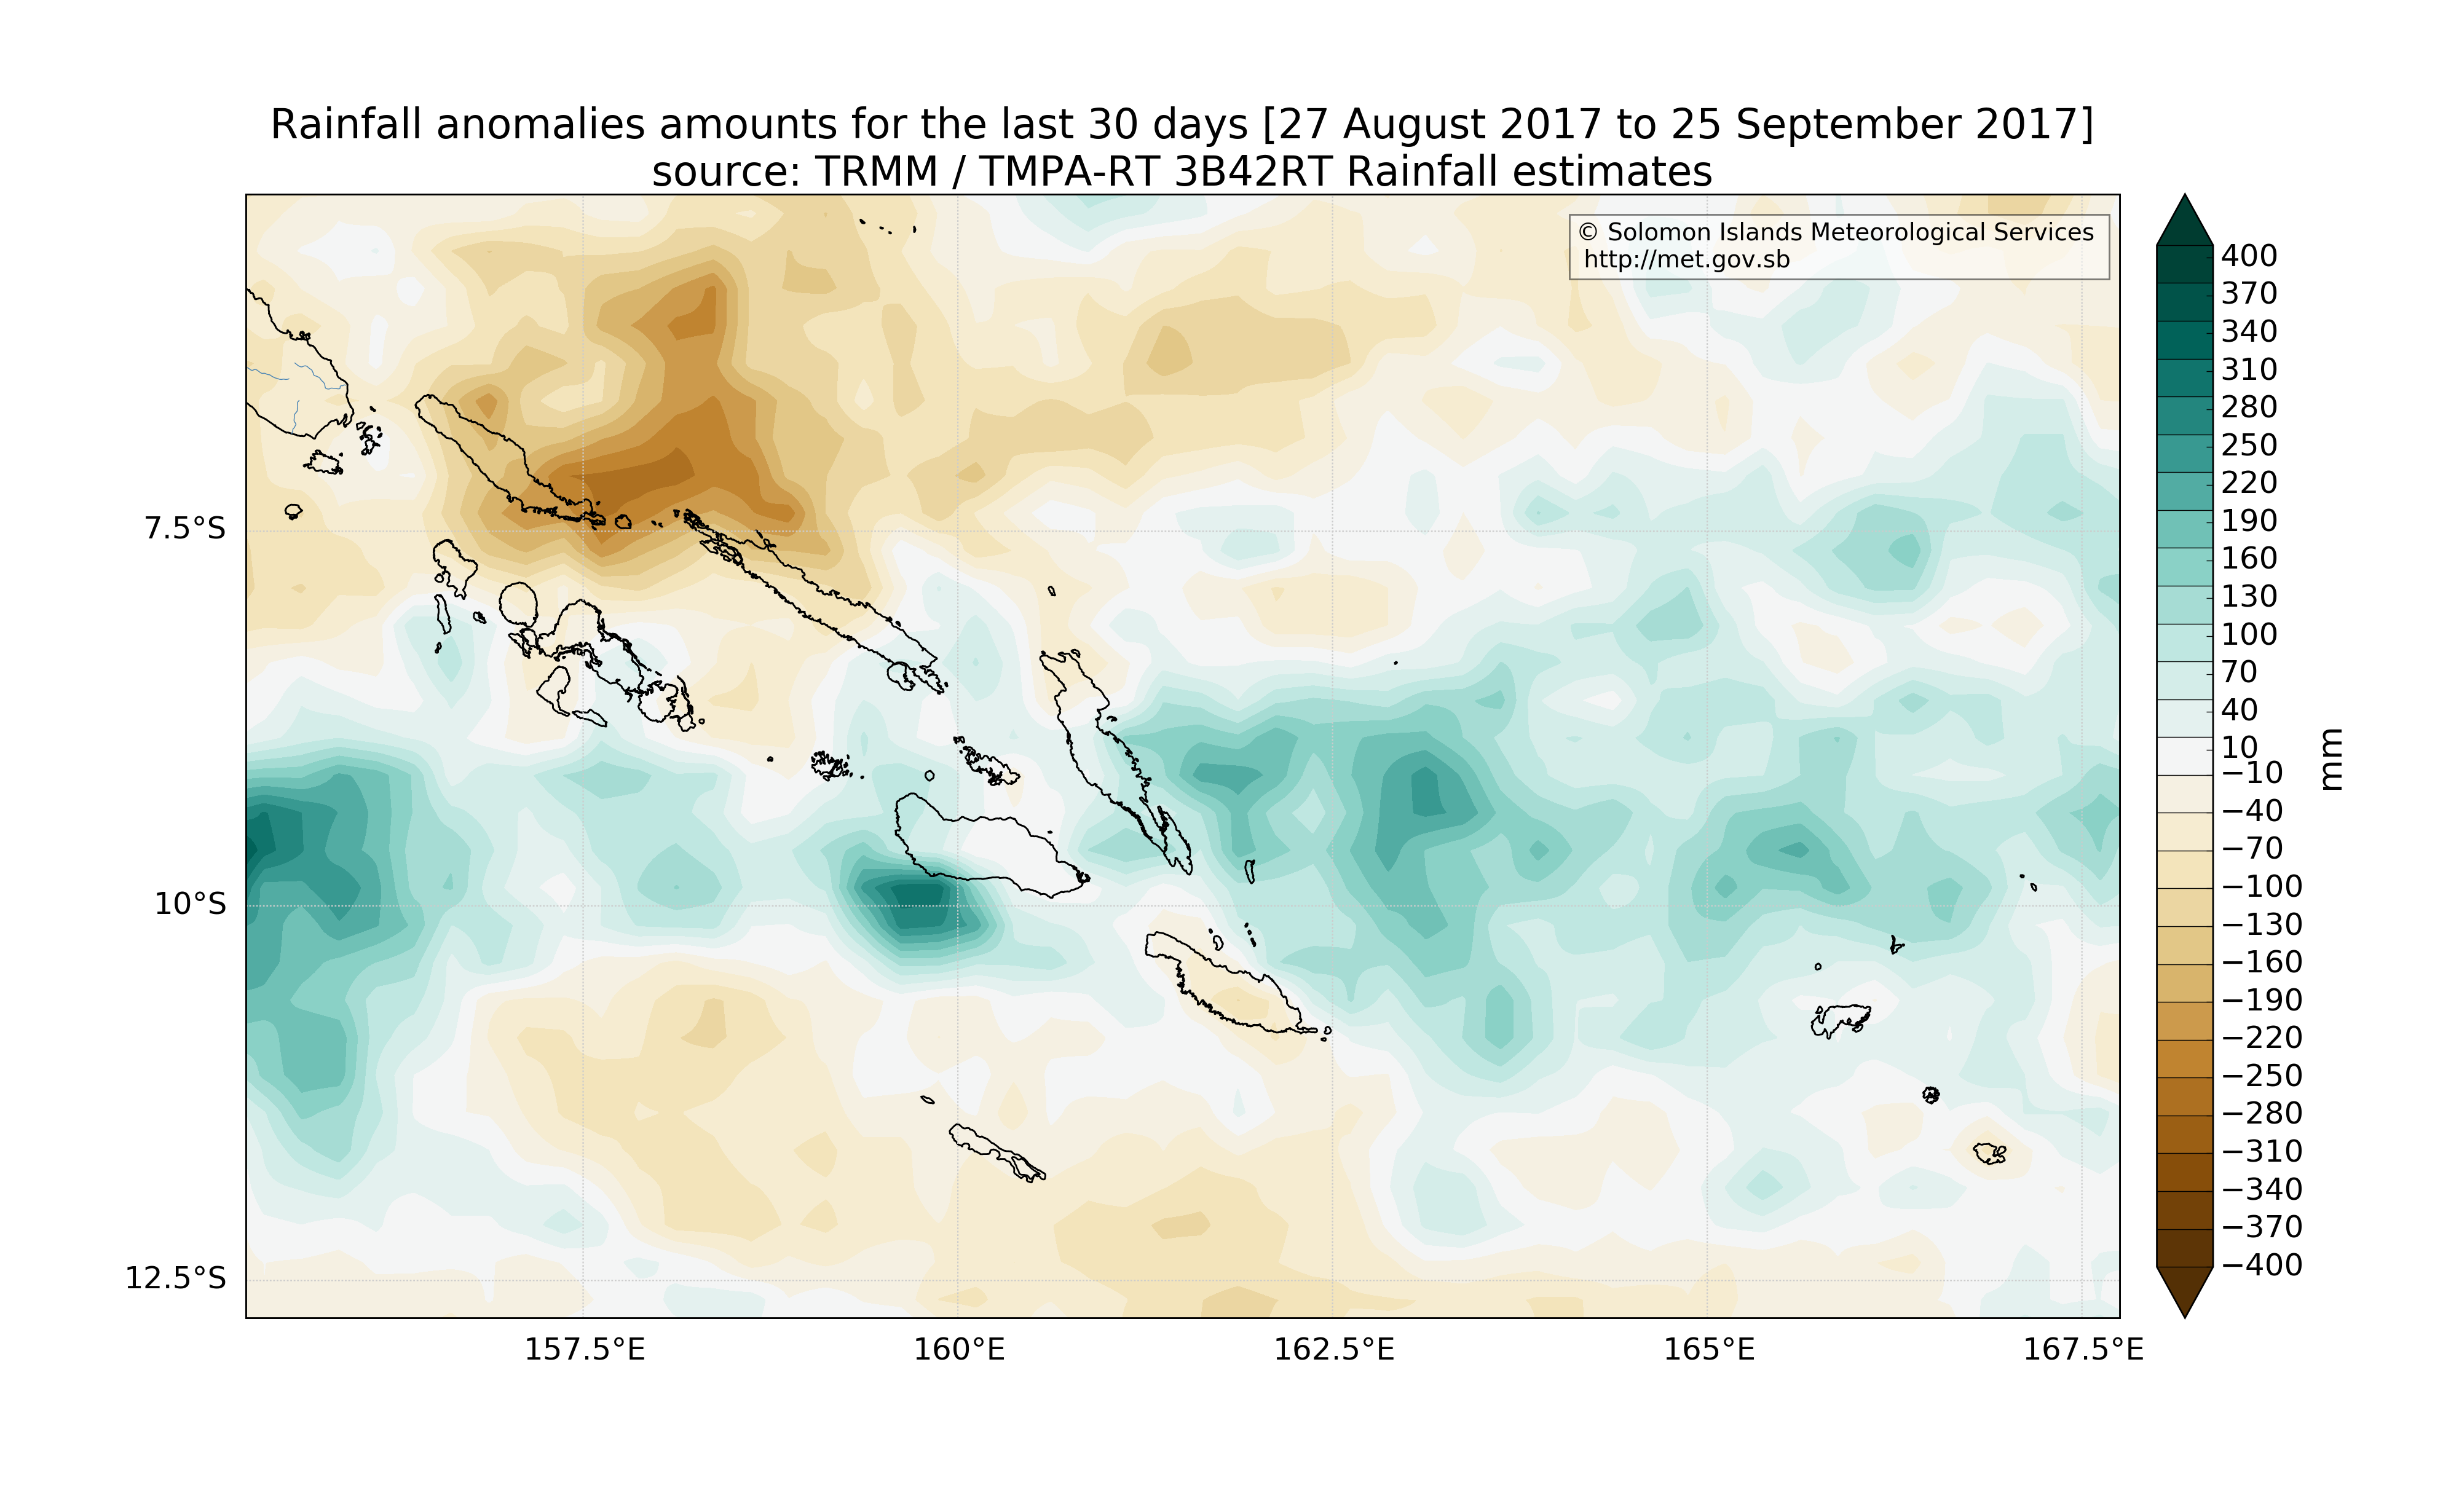 Rainfall anomalies amounts for the last 30 days [27 August 2017 to 25 September 2017]
source: TRMM / TMPA-RT 3B42RT Rainfall estimates
© Solomon Islands Meteorological Services
http://met.gov.sb
7.5°S
10°S
12.5°S
157.5°E
160°E
162.5°E
165°E
167.5°E
400
370
340
310
280
250
220
190
160
130
100
70
40
10
−10
−40
−70
−100
−130
−160
−190
−220
−250
−280
−310
−340
−370
−400
mm